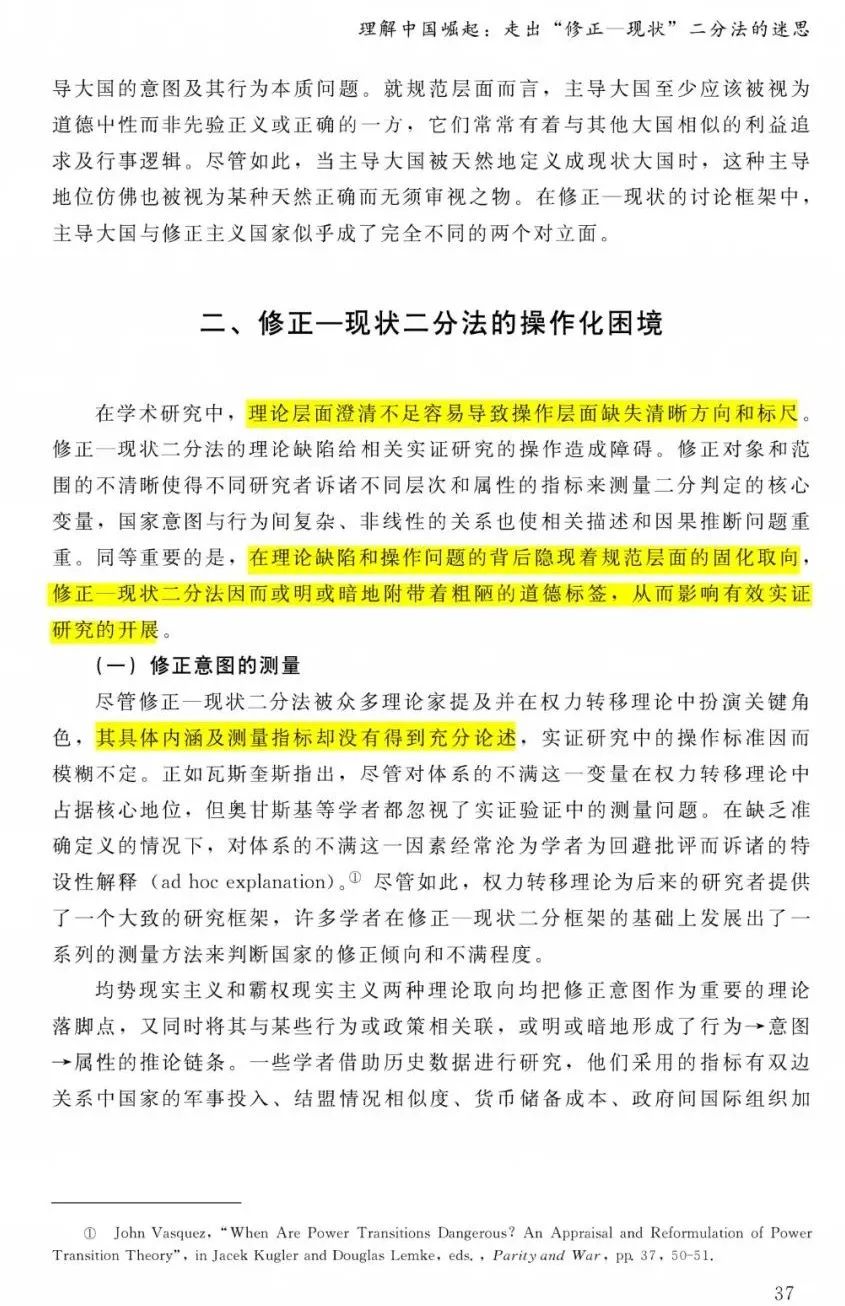 理解中国崛起：走出“修正—现状”二分法的迷思
导大国的意图及其行为本质问题。就规范层面而言，主导大国至少应该被视为
道德中性而非先验正义或正确的一方，它们常常有着与其他大国相似的利益追
求及行事逻辑。尽管如此，当主导大国被天然地定义成现状大国时，这种主导
地位仿佛也被视为某种天然正确而无须审视之物。在修正—现状的讨论框架中，
主导大国与修正主义国家似乎成了完全不同的两个对立面。
二、修正—现状二分法的操作化困境
在学术研究中，理论层面澄清不足容易导致操作层面缺失清晰方向和标尺。
修正—现状二分法的理论缺陷给相关实证研究的操作造成障碍。修正对象和范
围的不清晰使得不同研究者诉诸不同层次和属性的指标来测量二分判定的核心
变量，国家意图与行为间复杂、非线性的关系也使相关描述和因果推断问题重
重。同等重要的是，在理论缺陷和操作问题的背后隐现着规范层面的固化取向，
修正—现状二分法因而或明或暗地附带着粗陋的道德标签，从而影响有效实证
研究的开展。
（一）修正意图的测量
尽管修正—现状二分法被众多理论家提及并在权力转移理论中扮演关键角
色，其具体内涵及测量指标却没有得到充分论述，实证研究中的操作标准因而
模糊不定。正如瓦斯奎斯指出，尽管对体系的不满这一变量在权力转移理论中
占据核心地位，但奥甘斯基等学者都忽视了实证验证中的测量问题。在缺乏准
确定义的情况下，对体系的不满这一因素经常沦为学者为回避批评而诉诸的特
设性解释（ad hoc explanation）。① 尽管如此，权力转移理论为后来的研究者提供
了一个大致的研究框架，许多学者在修正—现状二分框架的基础上发展出了一
系列的测量方法来判断国家的修正倾向和不满程度。
均势现实主义和霸权现实主义两种理论取向均把修正意图作为重要的理论
落脚点，又同时将其与某些行为或政策相关联，或明或暗地形成了行为→意图
→属性的推论链条。一些学者借助历史数据进行研究，他们采用的指标有双边
关系中国家的军事投入、结盟情况相似度、货币储备成本、政府间国际组织加
① John Vasquez, “When Are Power Transitions Dangerous? An Appraisal and Reformulation of Power
Transition Theory”, in Jacek Kugler and Douglas Lemke, eds., Parity and War, pp. 37, 50-51.
37